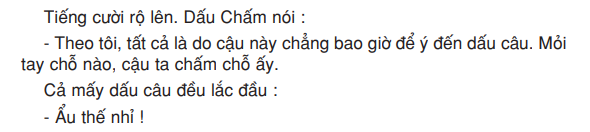 Tiếng cười rộ lên. Dấu Chấm nói :
- Theo tôi, tất cả là do cậu này chẳng bao giờ để ý đến dấu câu. Mỏi
tay chỗ nào, cậu ta chấm chỗ ấy.
Cả mấy dấu câu đều lắc đầu :
- Ẩu thế nhỉ !